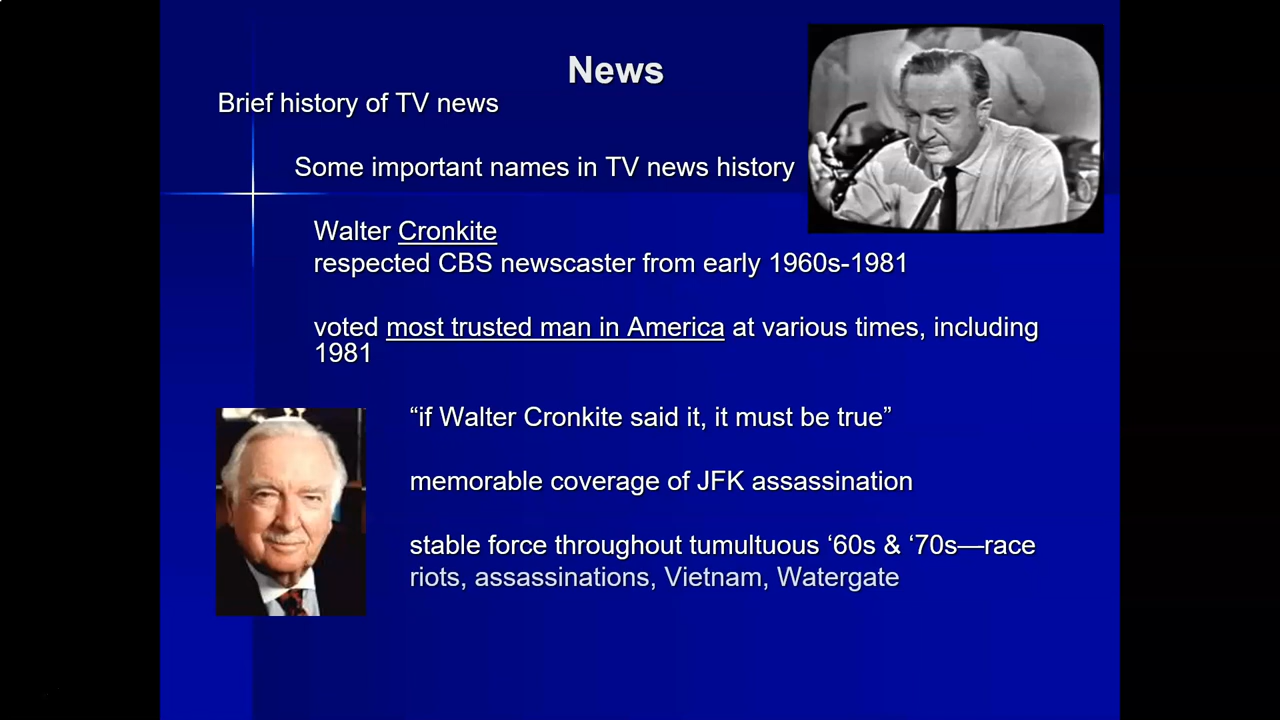 News
Brief history of TV news
Some important names in TV news history
Walter Cronkite
respected CBS newscaster from early 1960s-1981
voted most trusted man in America at various times, including
1981
“if Walter Cronkite said it, it must be true”
memorable coverage of JFK assassination
stable force throughout tumultuous ‘60s & ‘70s—race
riots, assassinations, Vietnam, Watergate